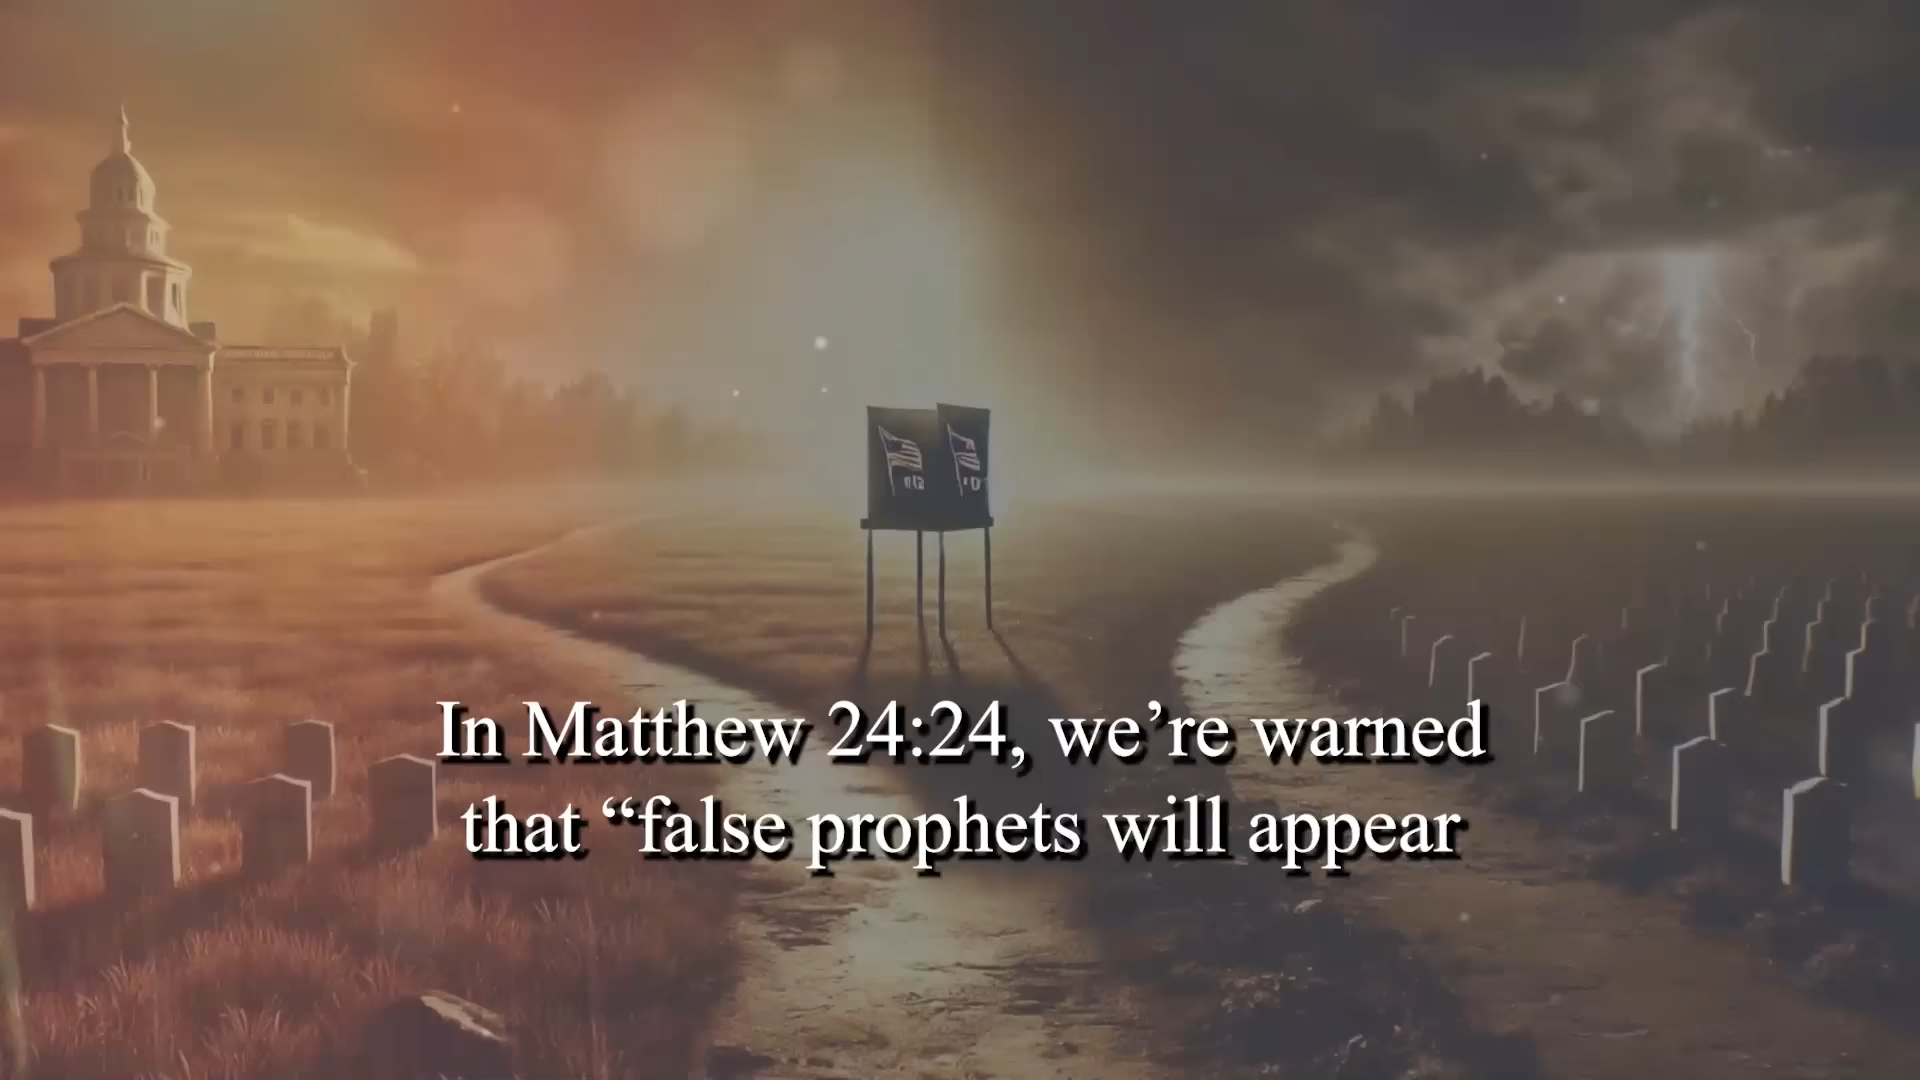 In Matthew 24:24, we’re warned
that “false prophets will appear